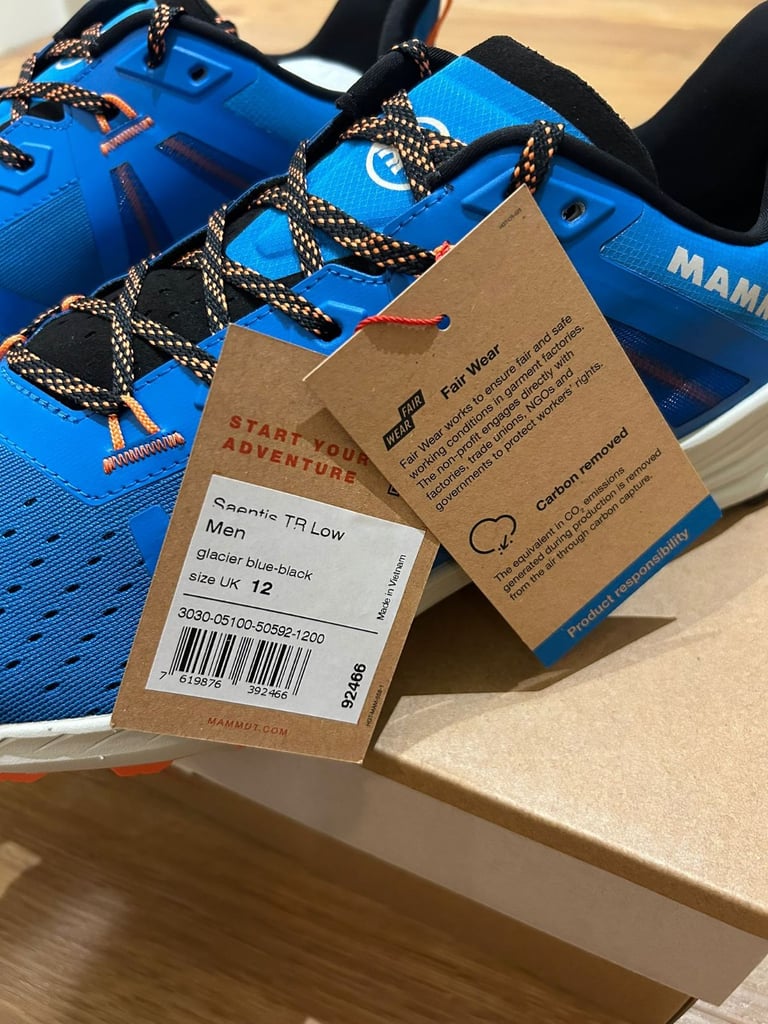 MAMM
HGT-US-025
Fair Wear
FAIR
WEAR
Fair Wear works to ensure fair and safe
working conditions in garment factories.
The non-profit engages directly with
factories, trade unions, NGOs and
governments to protect workers' rights.
Carbon removed
The equivalent in CO₂ emissions
generated during production is removed
from the air through carbon capture.
Product responsibility
START YOUR
ADVENTURE
Saentis TR Low
Men
glacier blue-black
size UK 12
Made in Vietnam
3030-05100-50592-1200
7 619876 392466
92466
MAMMUT.COM